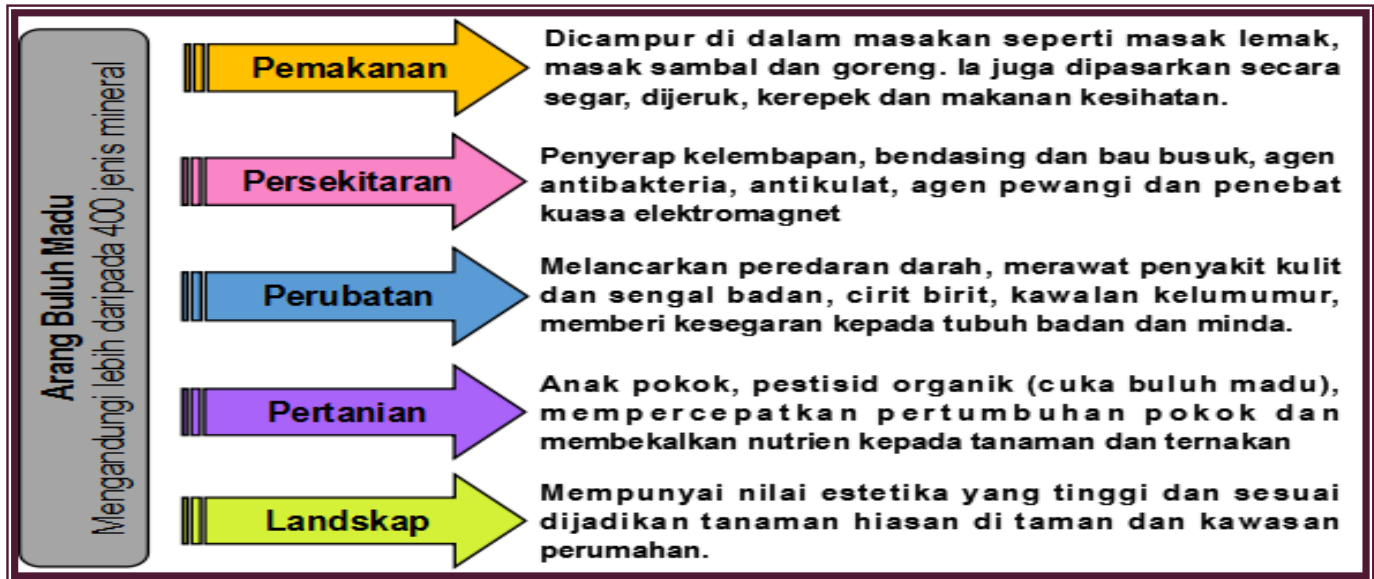 Arang Buluh Madu
Mengandungi lebih daripada 400 jenis mineral
Pemakanan
Dicampur di dalam masakan seperti masak lemak,
masak sambal dan goreng. Ia juga dipasarkan secara
segar, dijeruk, kerepek dan makanan kesihatan.
Persekitaran
Penyerap kelembapan, bendasing dan bau busuk, agen
antibakteria, antikulat, agen pewangi dan penebat
kuasa elektromagnet
Perubatan
Melancarkan peredaran darah, merawat penyakit kulit
dan sengal badan, cirit birit, kawalan kelumumur,
memberi kesegaran kepada tubuh badan dan minda.
Pertanian
Anak pokok, pestisid organik (cuka buluh madu),
mempercepatkan pertumbuhan pokok dan
membekalkan nutrien kepada tanaman dan ternakan
Landskap
Mempunyai nilai estetika yang tinggi dan sesuai
dijadikan tanaman hiasan di taman dan kawasan
perumahan.